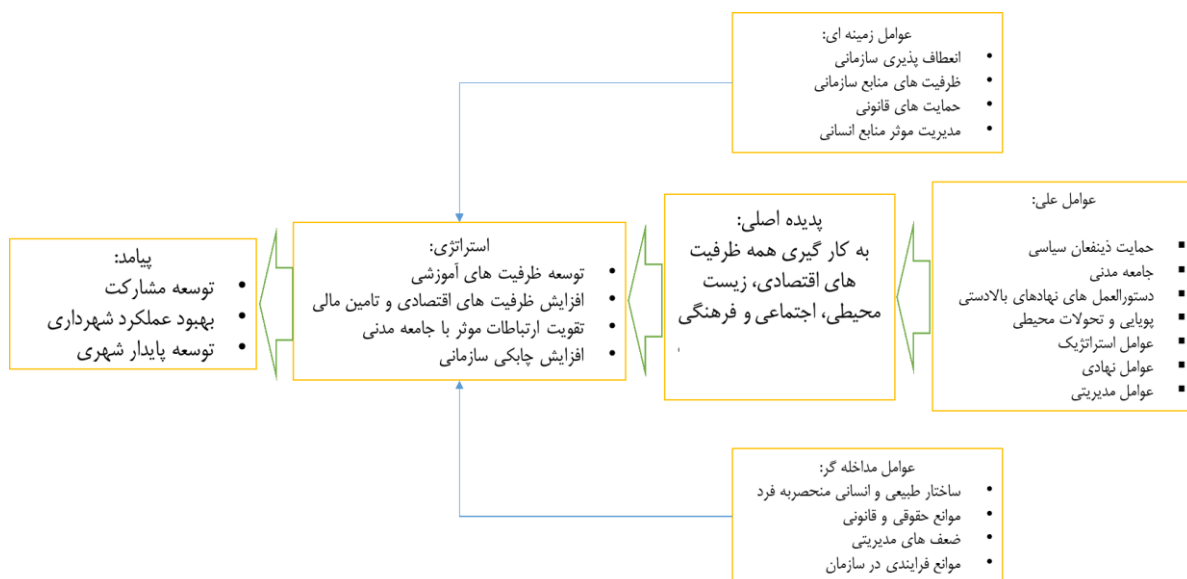 عوامل زمینه ای:
انعطاف پذیری سازمانی
ظرفیت های منابع سازمانی
حمایت های قانونی
مدیریت موثر منابع انسانی
عوامل علی:
حمایت ذینفعان سیاسی
جامعه مدنی
دستورالعمل های نهادهای بالادستی
پویایی و تحولات محیطی
عوامل استراتژیک
عوامل نهادی
عوامل مدیریتی
پدیده اصلی:
به کار گیری همه ظرفیت
های اقتصادی، زیست
محیطی، اجتماعی و فرهنگی
استراتژی:
توسعه ظرفیت های آموزشی
افزایش ظرفیت های اقتصادی و تامین مالی
تقویت ارتباطات موثر با جامعه مدنی
افزایش چابکی سازمانی
پیامد:
توسعه مشارکت
بهبود عملکرد شهرداری
توسعه پایدار شهری
عوامل مداخله گر:
ساختار طبیعی و انسانی منحصربه فرد
موانع حقوقی و قانونی
ضعف های مدیریتی
موانع فرایندی در سازمان